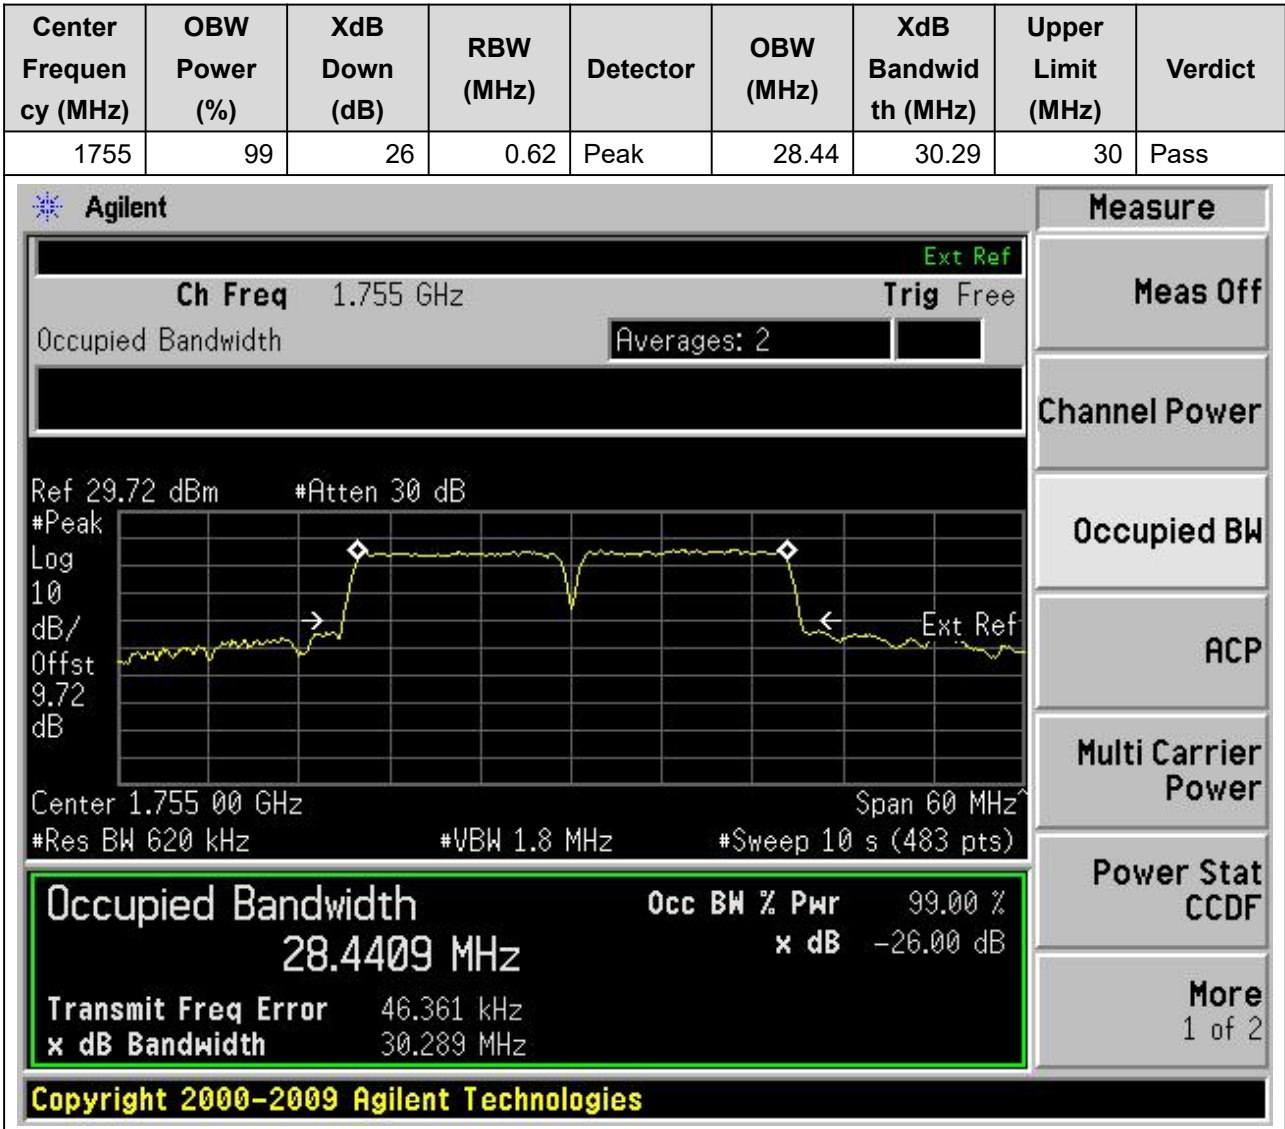 Center Frequen cy (MHz) OBW Power (%) XdB Down (dB) RBW (MHz) Detector OBW (MHz) XdB Bandwid th (MHz) Upper Limit (MHz) Verdict
1755 99 26 0.62 Peak 28.44 30.29 30 Pass
Agilent
Measure
Ext Ref
Ch Freq 1.755 GHz Trig Free
Meas Off
Occupied Bandwidth Averages: 2
Channel Power
Ref 29.72 dBm #Atten 30 dB
#Peak
Log
10
dB/
Offst
9.72
dB
Ext Ref
Occupied BW
ACP
Multi Carrier
Power
Center 1.755 00 GHz Span 60 MHz^
#Res BW 620 kHz #VBW 1.8 MHz #Sweep 10 s (483 pts)
Power Stat
CCDF
Occupied Bandwidth Occ BW % Pwr 99.00 %
28.4409 MHz x dB -26.00 dB
Transmit Freq Error 46.361 kHz
x dB Bandwidth 30.289 MHz
More
1 of 2
Copyright 2000-2009 Agilent Technologies